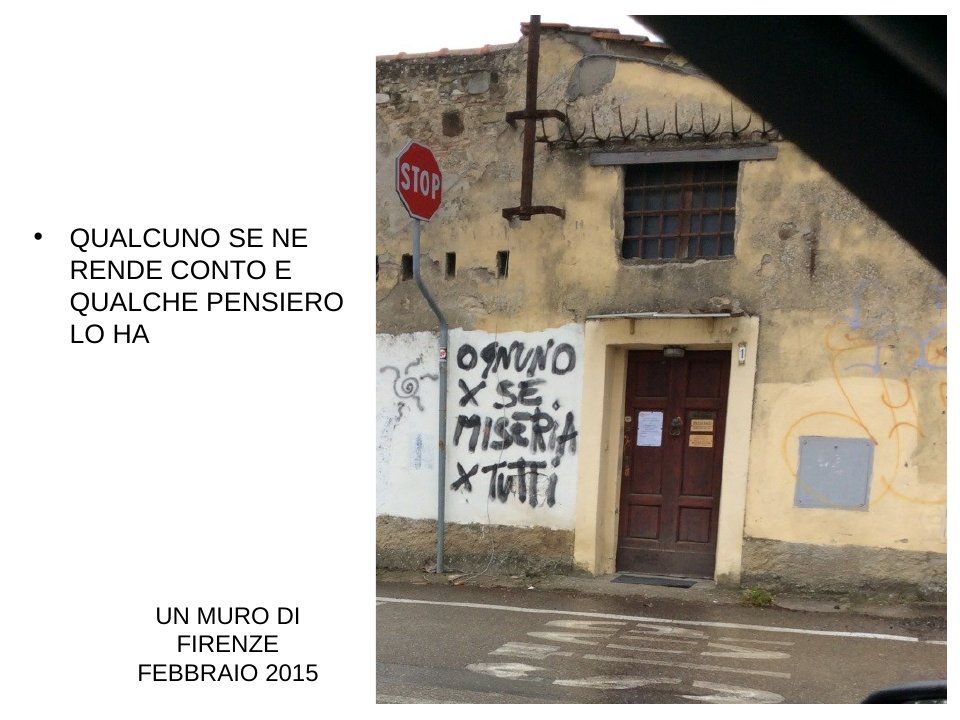 • QUALCUNO SE NE
RENDE CONTO E
QUALCHE PENSIERO
LO HA
UN MURO DI
FIRENZE
FEBBRAIO 2015
STOP
OGNUNO
X SE.
MISERIA
X TUTTI
1